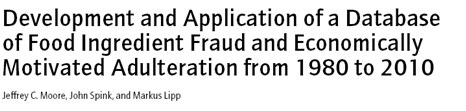 Development and Application of a Database
of Food Ingredient Fraud and Economically
Motivated Adulteration from 1980 to 2010
Jeffrey C. Moore, John Spink, and Markus Lipp